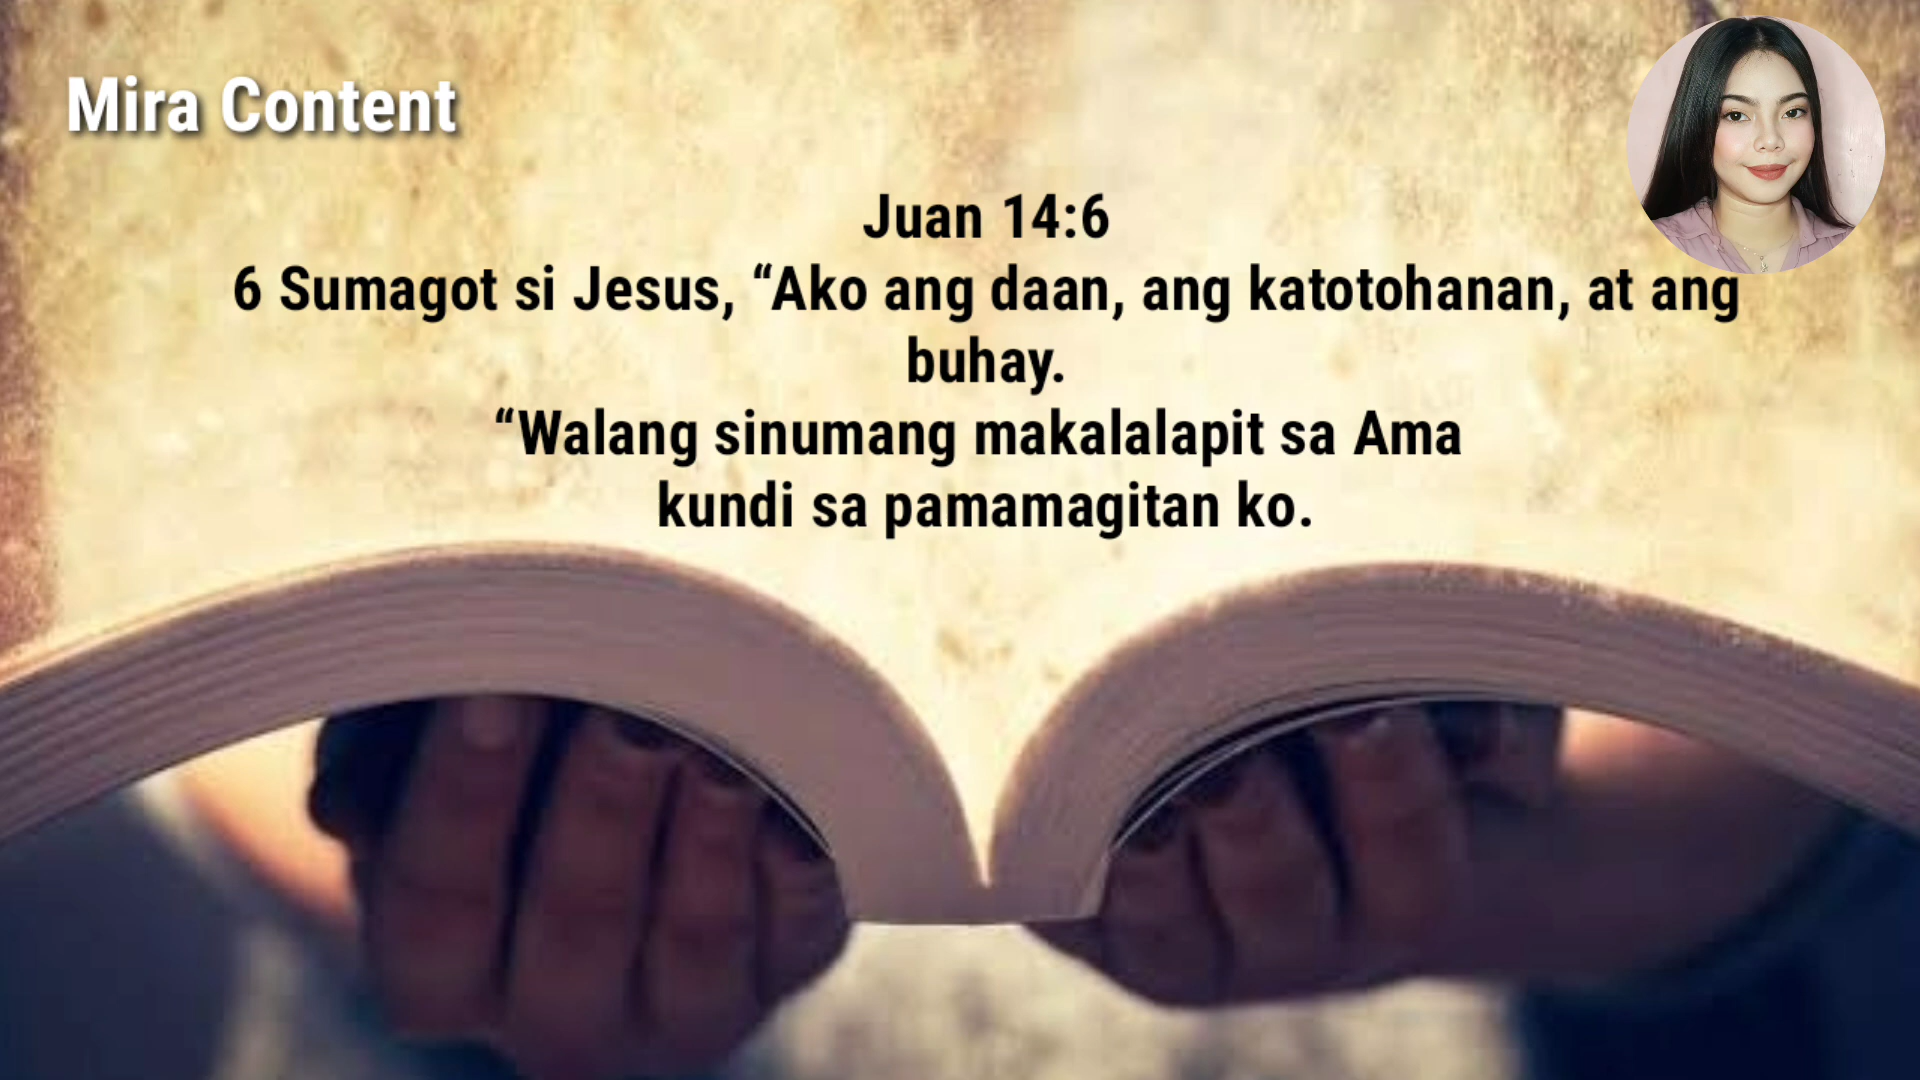 Mira Content
Juan 14:6
6 Sumagot si Jesus, “Ako ang daan, ang katotohanan, at ang
buhay.
“Walang sinumang makalalapit sa Ama
kundi sa pamamagitan ko.